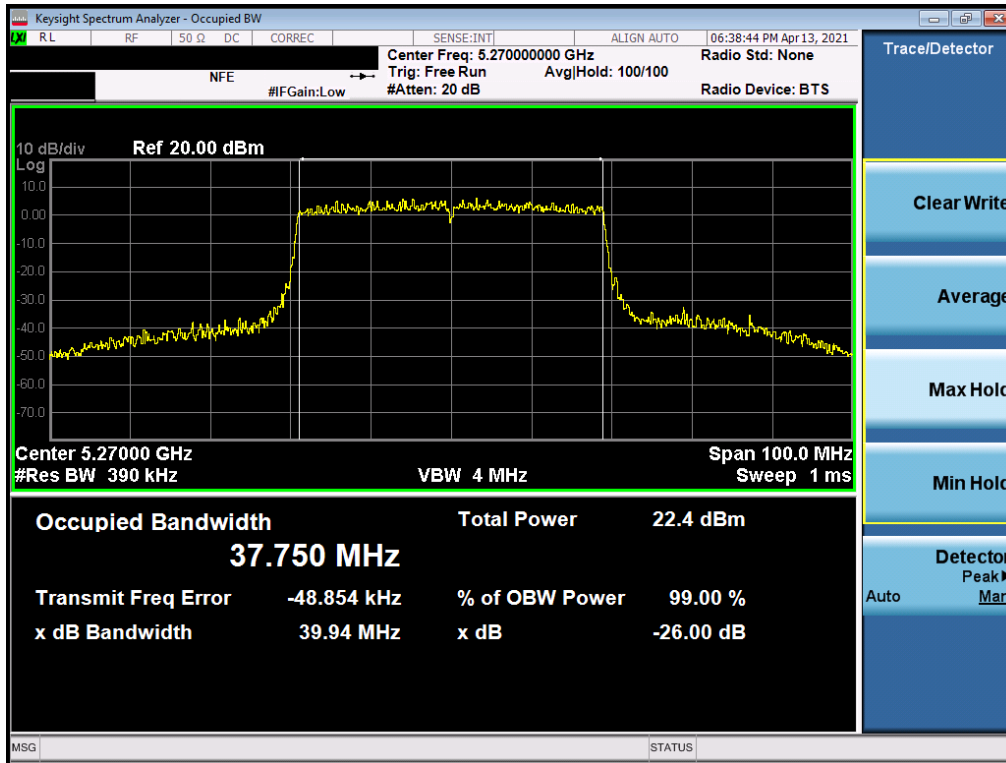 Keysight Spectrum Analyzer - Occupied BW
LXI RL RF 50 Ω DC CORREC SENSE:INT ALIGN AUTO 06:38:44 PM Apr 13, 2021
Center Freq: 5.270000000 GHz Radio Std: None
NFE Trig: Free Run Avg|Hold: 100/100
#IFGain:Low #Atten: 20 dB Radio Device: BTS
Trace/Detector
10 dB/div Ref 20.00 dBm
Log
10.0
0.00
-10.0
-20.0
-30.0
-40.0
-50.0
-60.0
-70.0
Center 5.27000 GHz Span 100.0 MHz
#Res BW 390 kHz VBW 4 MHz Sweep 1 ms
Occupied Bandwidth Total Power 22.4 dBm
37.750 MHz
Transmit Freq Error -48.854 kHz % of OBW Power 99.00 %
x dB Bandwidth 39.94 MHz x dB -26.00 dB
Clear Write
Average
Max Hold
Min Hold
Detector
Peak
Auto Man
MSG STATUS